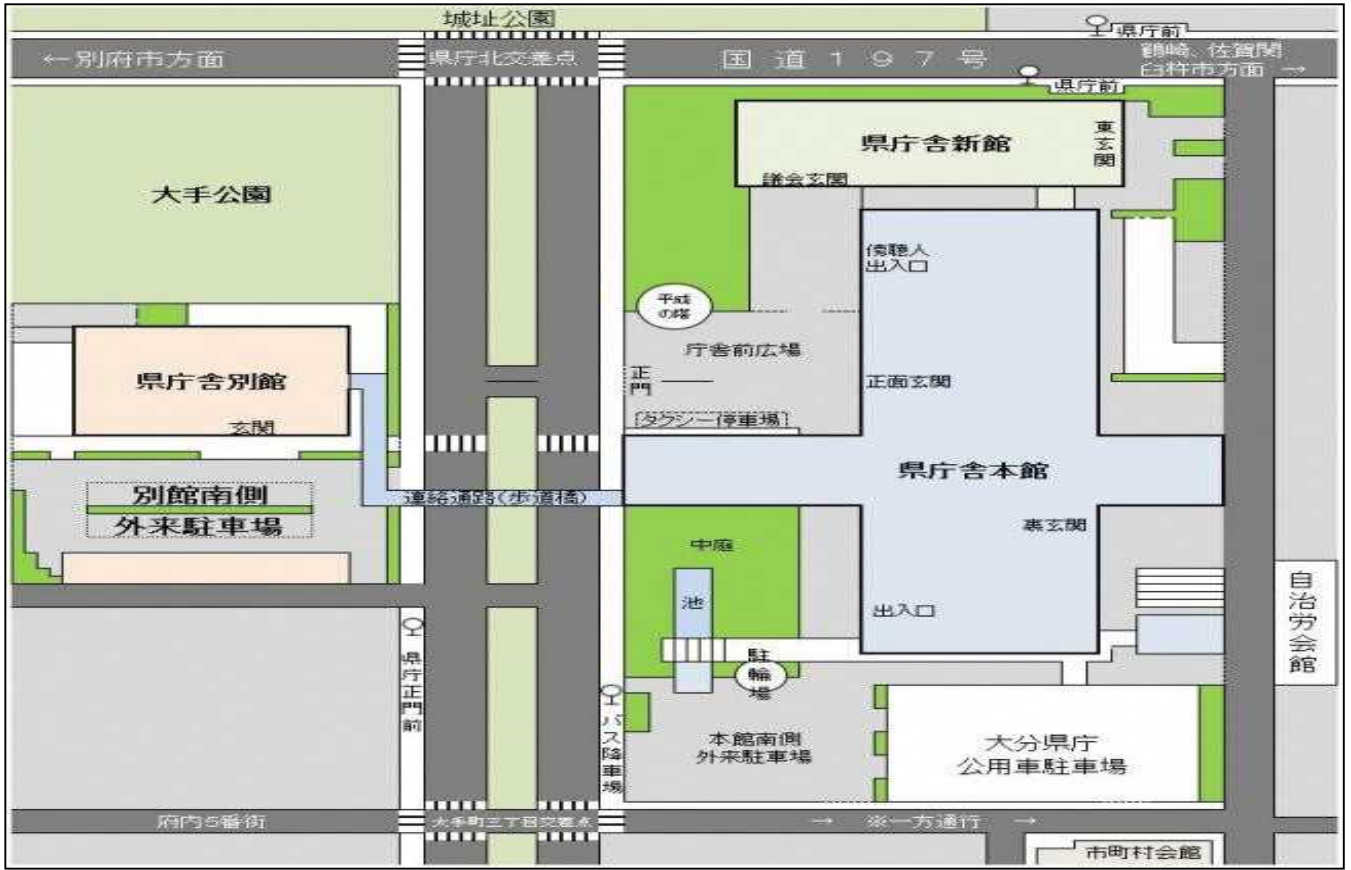 城址公園
県庁前
←別府市方面
県庁北交差点
国道197号
鶴崎、佐賀関
臼杵市方面 →
県庁前
県庁舎新館
東玄関
議会玄関
大手公園
傍聴人
出入口
平成
の塔
庁舎前広場
県庁舎別館
正門
正面玄関
玄関
タクシー停車場
県庁舎本館
別館南側
外来駐車場
連絡通路(歩道橋)
裏玄関
中庭
池
出入口
自治労会館
県庁正門前
駐輪場
バス降車場
本館南側
外来駐車場
大分県庁
公用車駐車場
府内5番街
大手町三丁目交差点
→ ※一方通行 →
市町村会館